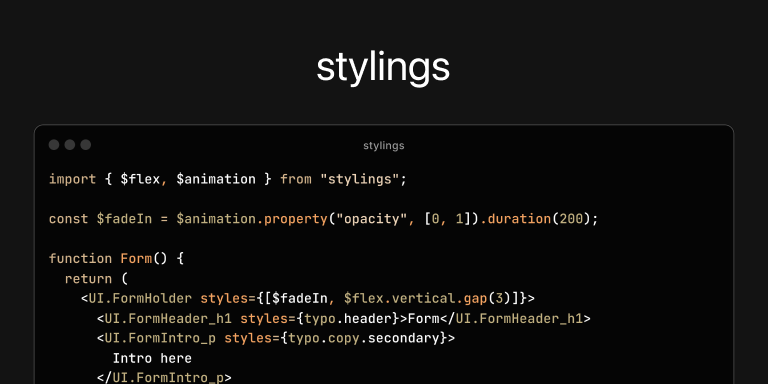 stylings
stylings
import { $flex, $animation } from "stylings";
const $fadeIn = $animation.property("opacity", [0, 1]).duration(200);
function Form() {
return (
<UI.FormHolder styles={[$fadeIn, $flex.vertical.gap(3)]}>
<UI.FormHeader_h1 styles={typo.header}>Form</UI.FormHeader_h1>
<UI.FormIntro_p styles={typo.copy.secondary}>
Intro here
</UI.FormIntro_p>